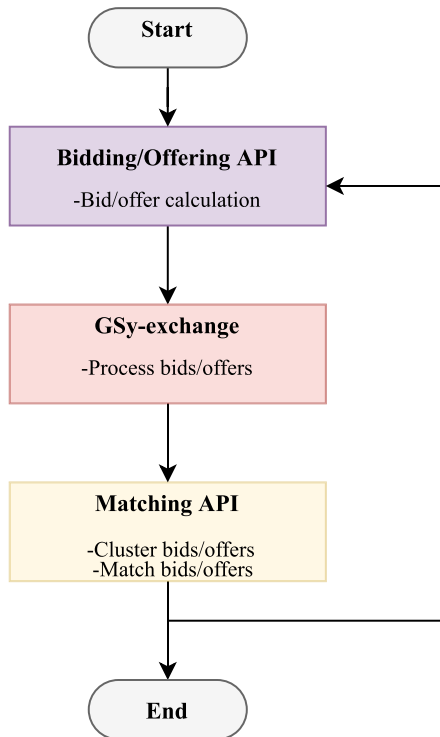 Start
Bidding/Offering API
-Bid/offer calculation
GSy-exchange
-Process bids/offers
Matching API
-Cluster bids/offers
-Match bids/offers
End